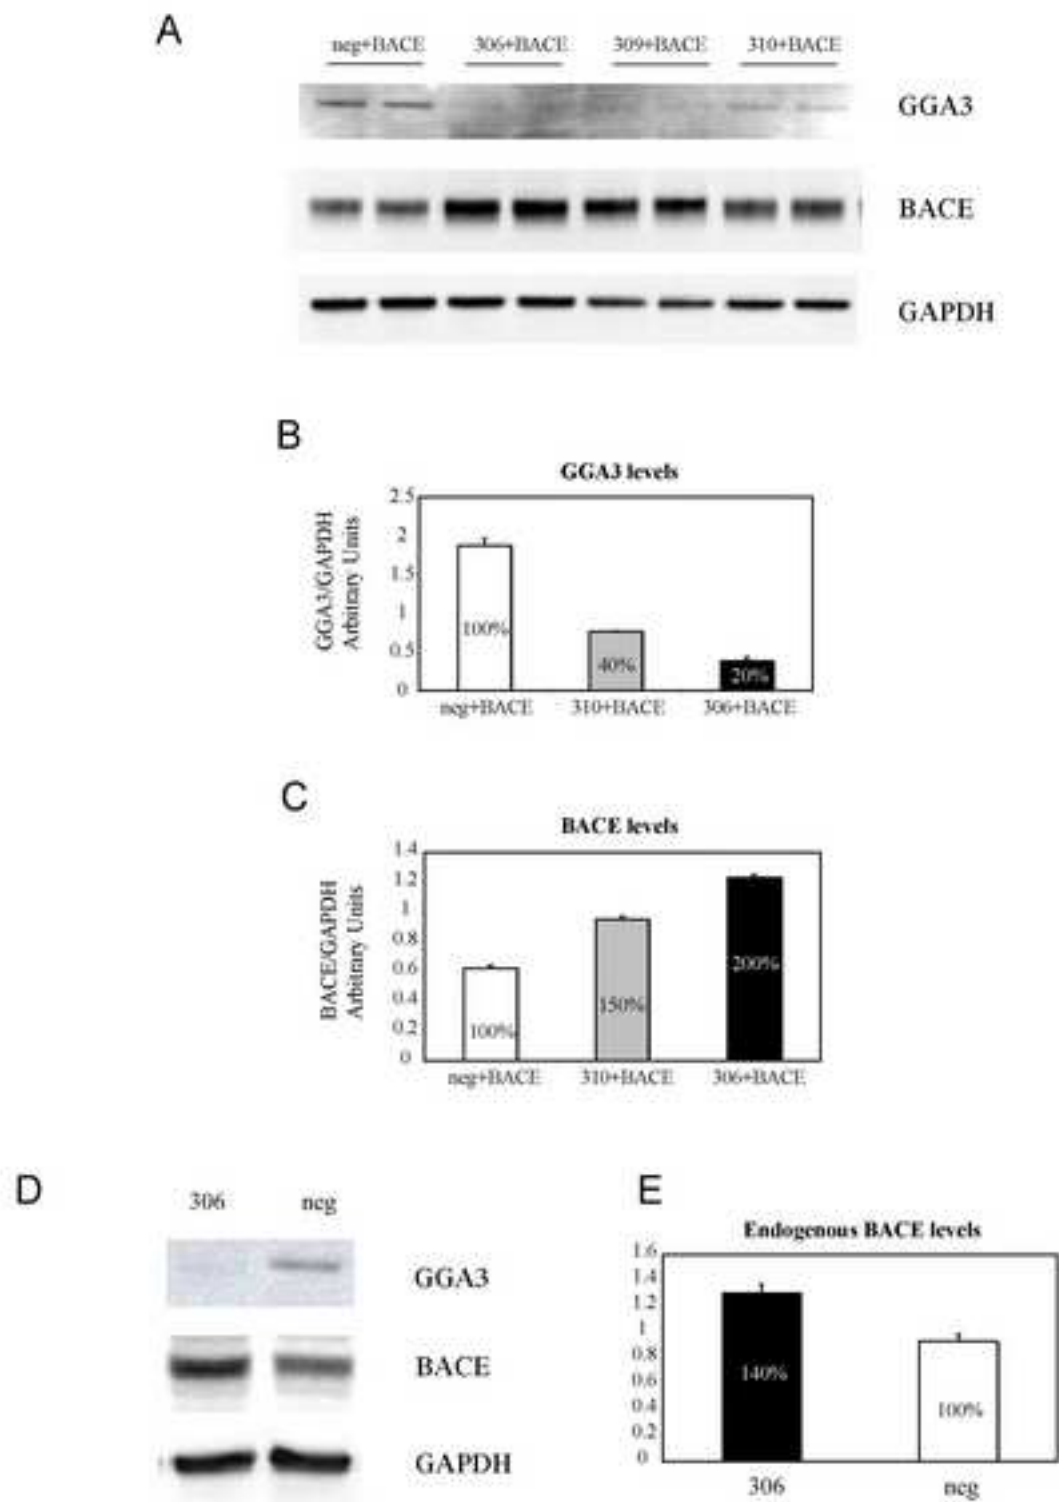 A
neg+BACE 306+BACE 309+BACE 310+BACE
GGA3
BACE
GAPDH
B
GGA3 levels
GGA3/GAPDH
Arbitrary Units
2.5
2
1.5
1
0.5
0
100%
40%
20%
neg+BACE 310+BACE 306+BACE
C
BACE levels
BACE/GAPDH
Arbitrary Units
1.4
1.2
1
0.8
0.6
0.4
0.2
0
100%
150%
200%
neg+BACE 310+BACE 306+BACE
D
306 neg
GGA3
BACE
GAPDH
E
Endogenous BACE levels
1.6
1.4
1.2
1
0.8
0.6
0.4
0.2
0
140%
100%
306 neg